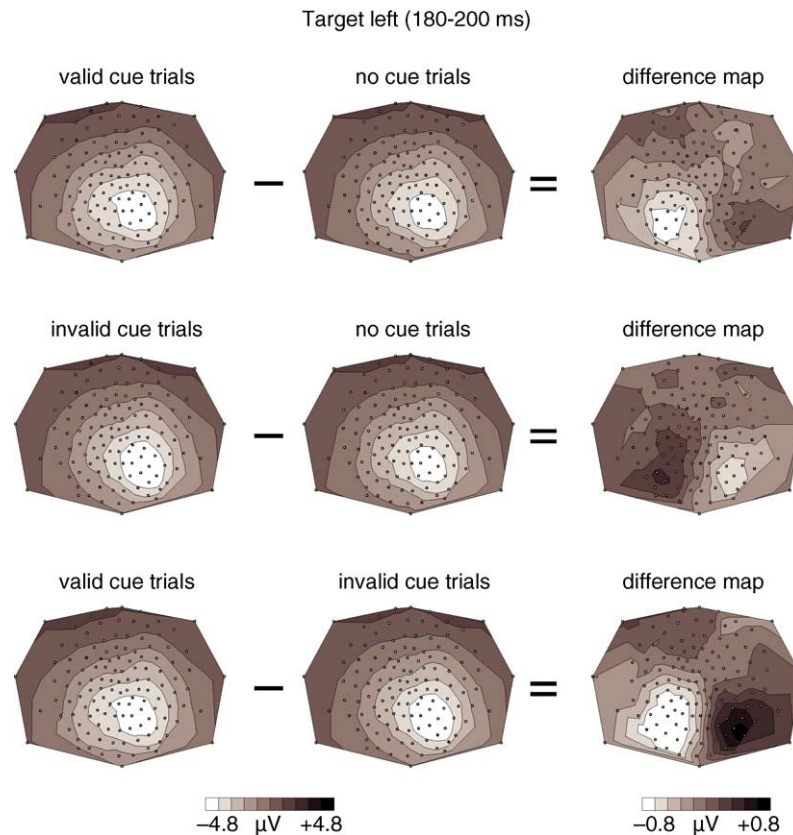 Target left (180-200 ms)
valid cue trials
no cue trials
difference map
−
=
invalid cue trials
no cue trials
difference map
−
=
valid cue trials
invalid cue trials
difference map
−
=
−4.8 µV +4.8
−0.8 µV +0.8